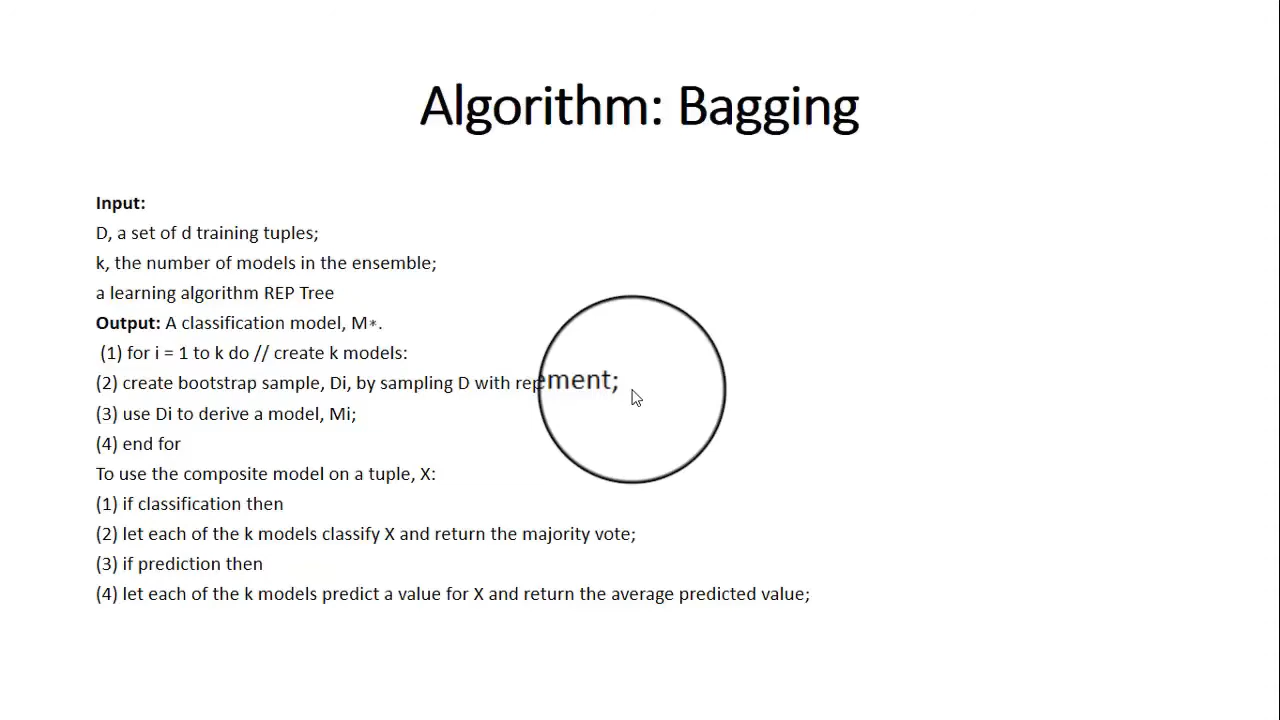 Algorithm: Bagging
Input:
D, a set of d training tuples;
k, the number of models in the ensemble;
a learning algorithm REP Tree
Output: A classification model, M*.
(1) for i = 1 to k do // create k models:
(2) create bootstrap sample, Di, by sampling D with repement;
(3) use Di to derive a model, Mi;
(4) end for
To use the composite model on a tuple, X:
(1) if classification then
(2) let each of the k models classify X and return the majority vote;
(3) if prediction then
(4) let each of the k models predict a value for X and return the average predicted value;